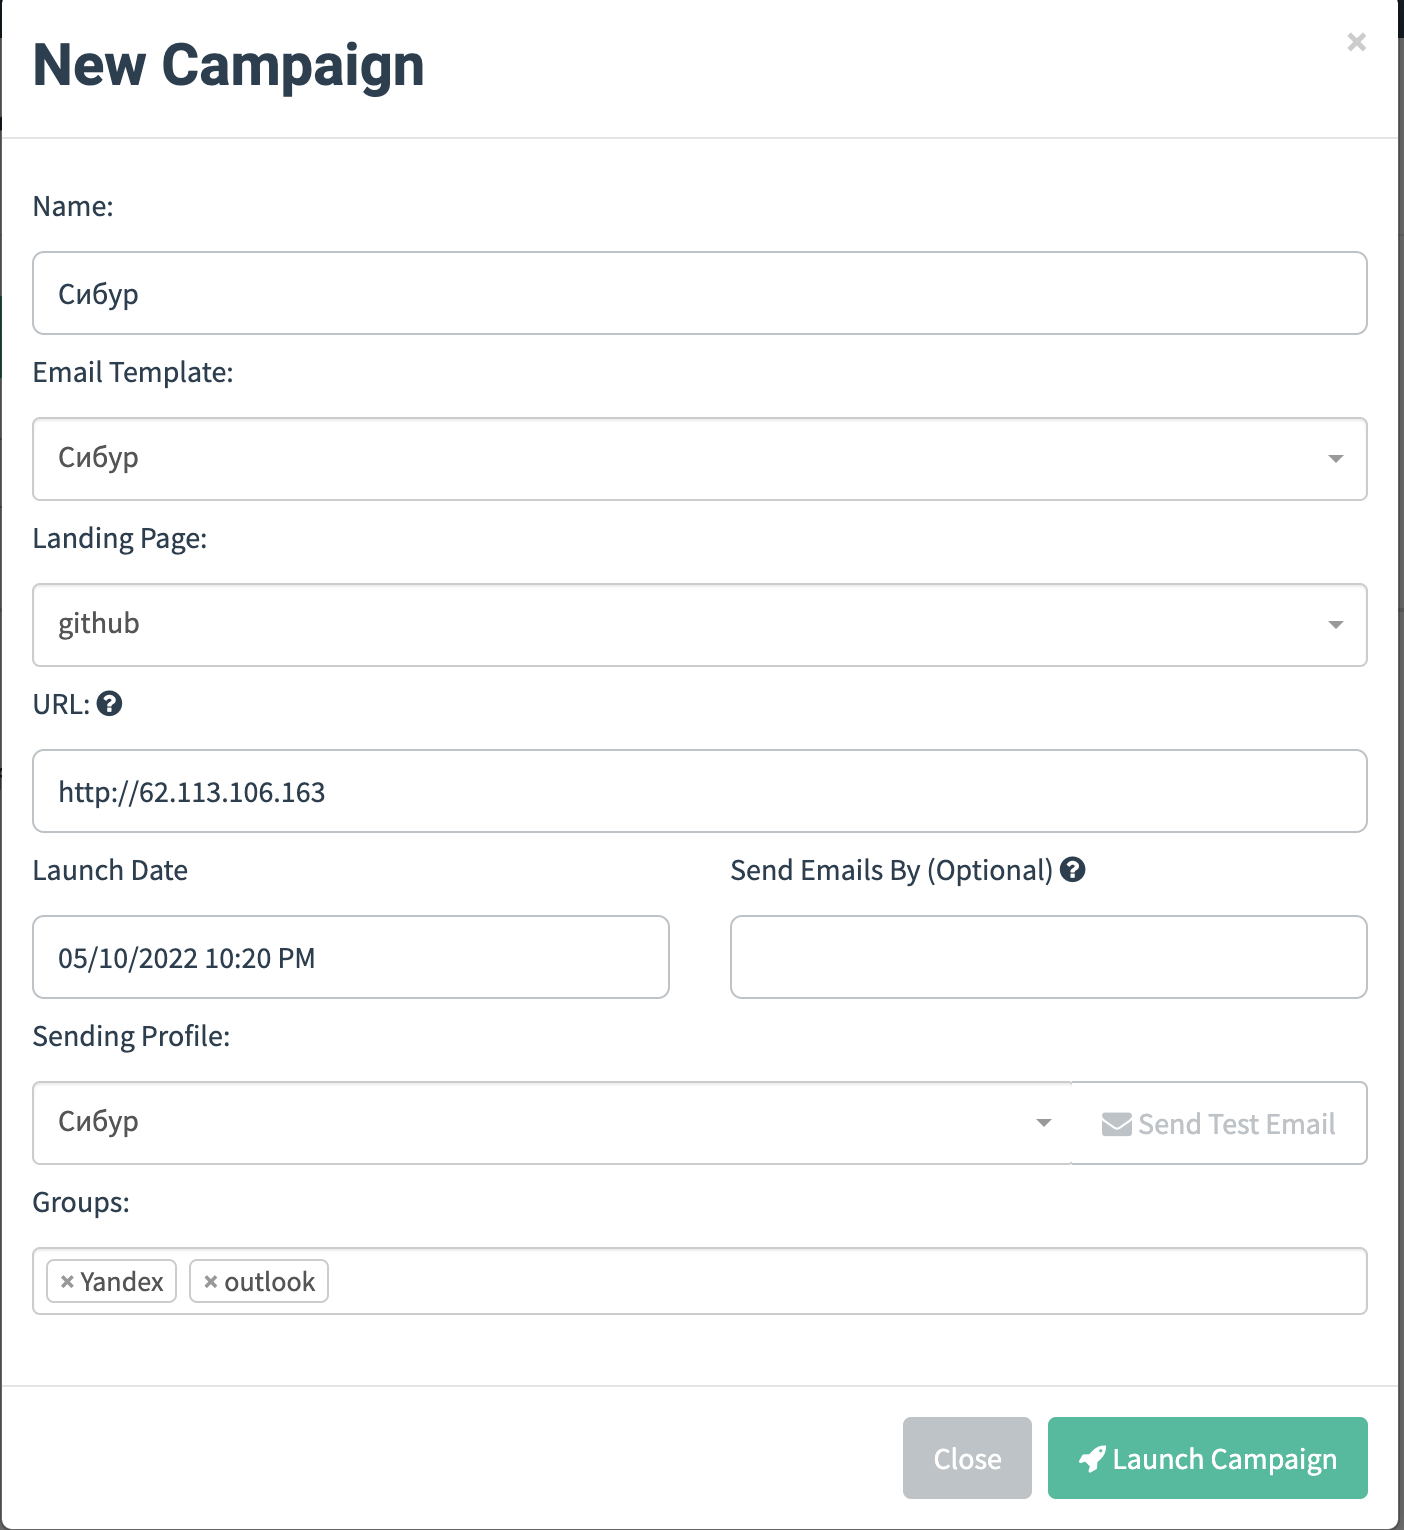 New Campaign
×
Name:
Сибур
Email Template:
Сибур
Landing Page:
github
URL: ?
http://62.113.106.163
Launch Date
Send Emails By (Optional) ?
05/10/2022 10:20 PM
Sending Profile:
Сибур
Send Test Email
Groups:
× Yandex × outlook
Close
Launch Campaign